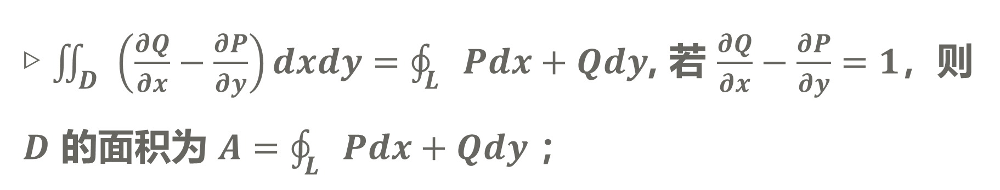 ▷ ∬_D (∂Q/∂x − ∂P/∂y) dxdy = ∮_L Pdx + Qdy, 若 ∂Q/∂x − ∂P/∂y = 1，则
D 的面积为 A = ∮_L Pdx + Qdy；